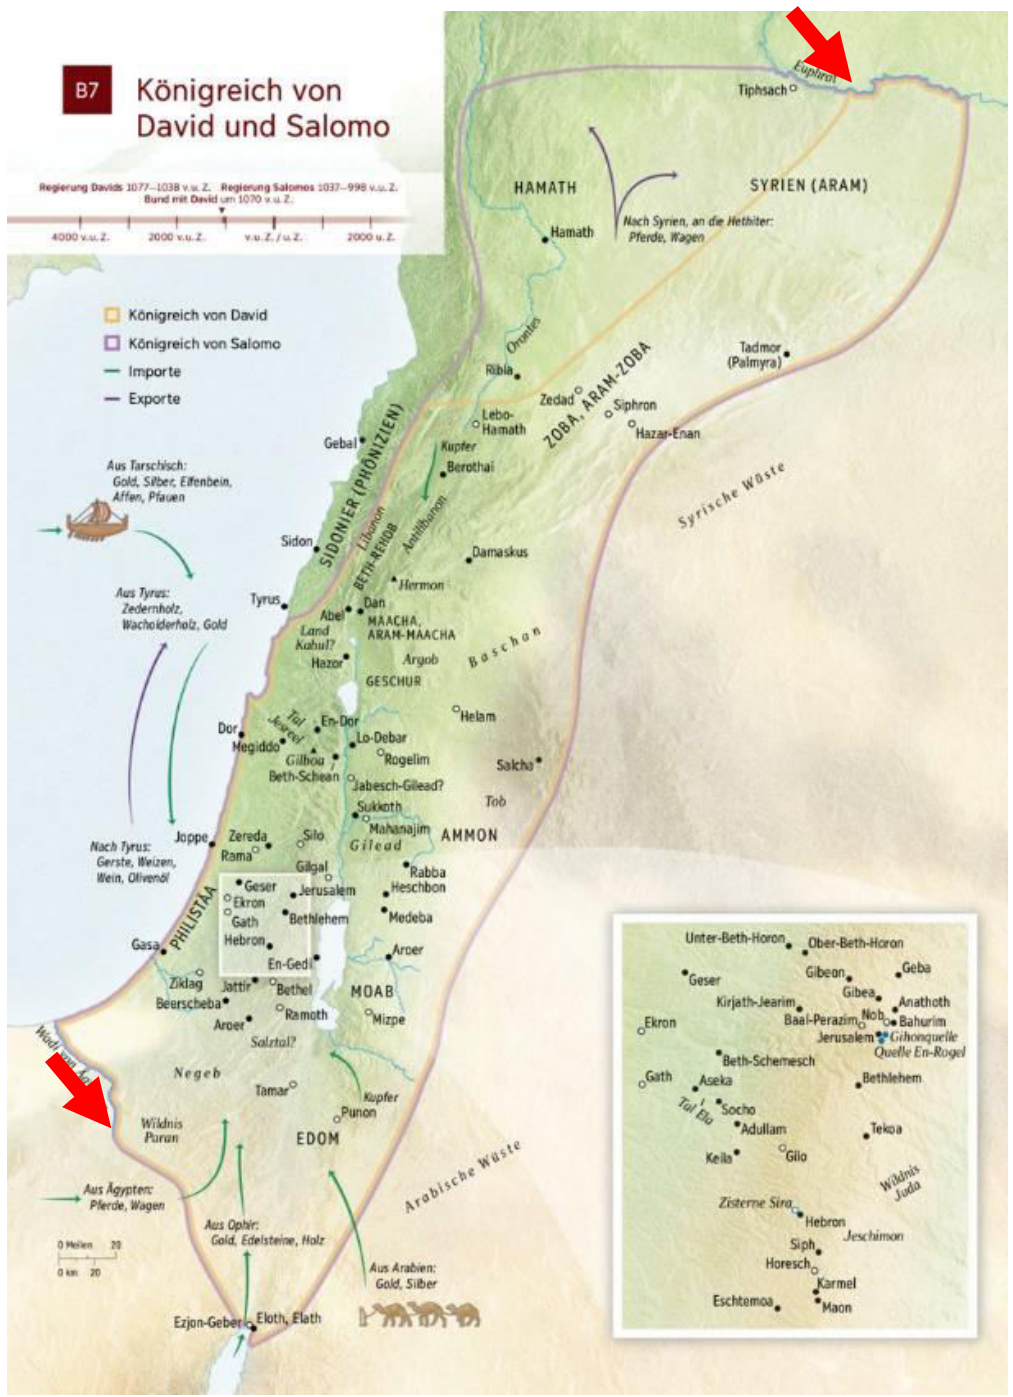 B7
Königreich von
David und Salomo
Regierung Davids 1077–1038 v. u. Z. Regierung Salomos 1037–998 v. u. Z.
Bund mit David um 1070 v. u. Z.
4000 v. u. Z. 2000 v. u. Z. v. u. Z. / u. Z. 2000 u. Z.
Königreich von David
Königreich von Salomo
Importe
Exporte
Euphrat
Tiphsach
HAMATH
SYRIEN (ARAM)
Nach Syrien, an die Hethiter:
Pferde, Wagen
Hamath
Orontes
Tadmor
(Palmyra)
Ribla
ZOBA, ARAM-ZOBA
Zedad
Siphron
Lebo-
Hamath
Hazar-Enan
Gebal
Kupfer
Berothai
Aus Tarschisch:
Gold, Silber, Elfenbein,
Affen, Pfauen
SIDONIER (PHÖNIZIEN)
Syrische Wüste
Libanon
Antilibanon
BETH-REHOB
Sidon
Damaskus
Hermon
Aus Tyrus:
Zedernholz,
Wacholderholz, Gold
Tyrus
Abel
Dan
MAACHA,
ARAM-MAACHA
Land
Kabul?
Hazor
Argob
Baschan
GESCHUR
Helam
Tal
Jesreel
En-Dor
Dor
Megiddo
Lo-Debar
Gilboa
Rogelim
Beth-Schean
Salcha
Jabesch-Gilead?
Tob
Sukkoth
Mahanajim
AMMON
Joppe
Zereda
Silo
Gilead
Rama
Nach Tyrus:
Gerste, Weizen,
Wein, Olivenöl
Gilgal
Rabba
Geser
Jerusalem
Heschbon
Ekron
PHILISTÄA
Gath
Bethlehem
Medeba
Hebron
Gasa
Aroer
En-Gedi
Ziklag
Jattir
Bethel
MOAB
Beerscheba
Ramoth
Mizpe
Aroer
Salztal?
Wadi von
Negeb
Tamar
Kupfer
Punon
Wildnis
Paran
EDOM
Arabische Wüste
Aus Ägypten:
Pferde, Wagen
Aus Ophir:
Gold, Edelsteine, Holz
0 Meilen 20
0 km 20
Aus Arabien:
Gold, Silber
Ezjon-Geber
Eloth, Elath
Unter-Beth-Horon
Ober-Beth-Horon
Geser
Gibeon
Geba
Kirjath-Jearim
Gibea
Anathoth
Ekron
Baal-Perazim
Nob
Bahurim
Jerusalem
Gihonquelle
Quelle En-Rogel
Beth-Schemesch
Gath
Aseka
Bethlehem
Tal Ela
Socho
Adullam
Tekoa
Keila
Gilo
Wildnis
Juda
Zisterne Sira
Hebron
Jeschimon
Siph
Horesch
Karmel
Eschtemoa
Maon